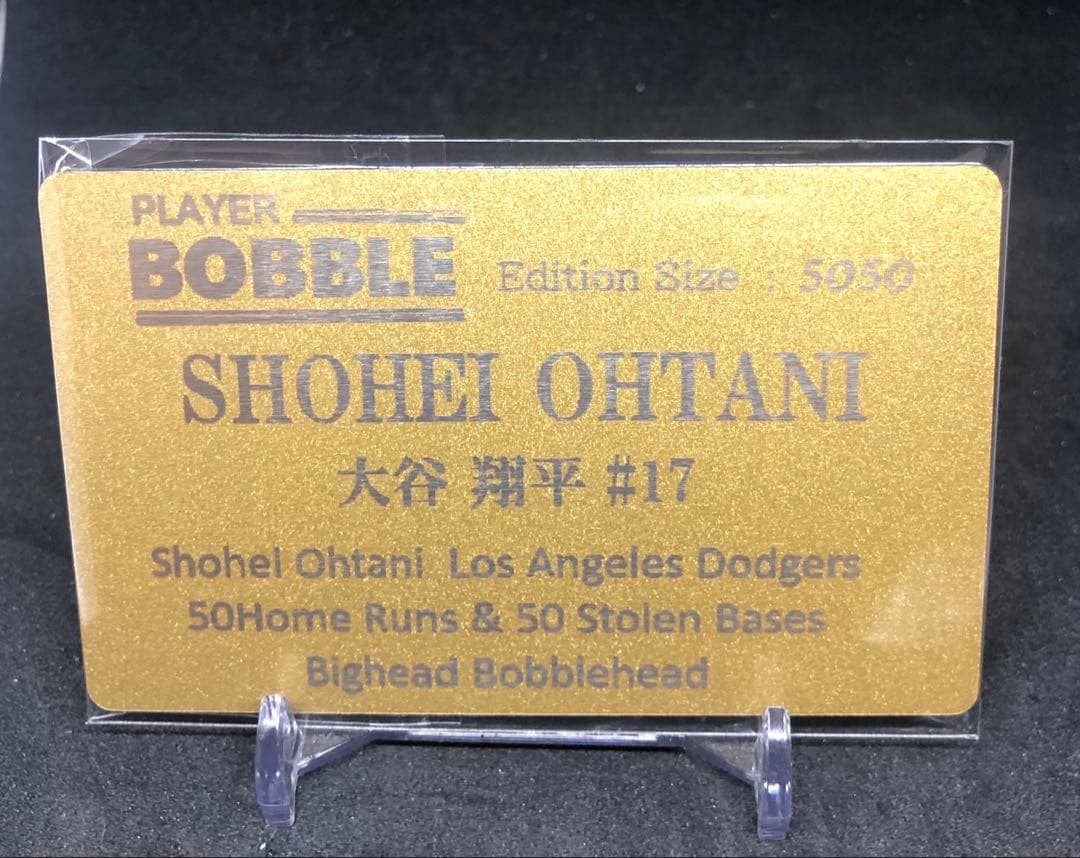 PLAYER
BOBBLE
Edition Size : 5050
SHOHEI OHTANI
大谷 翔平 #17
Shohei Ohtani Los Angeles Dodgers
50Home Runs & 50 Stolen Bases
Bighead Bobblehead